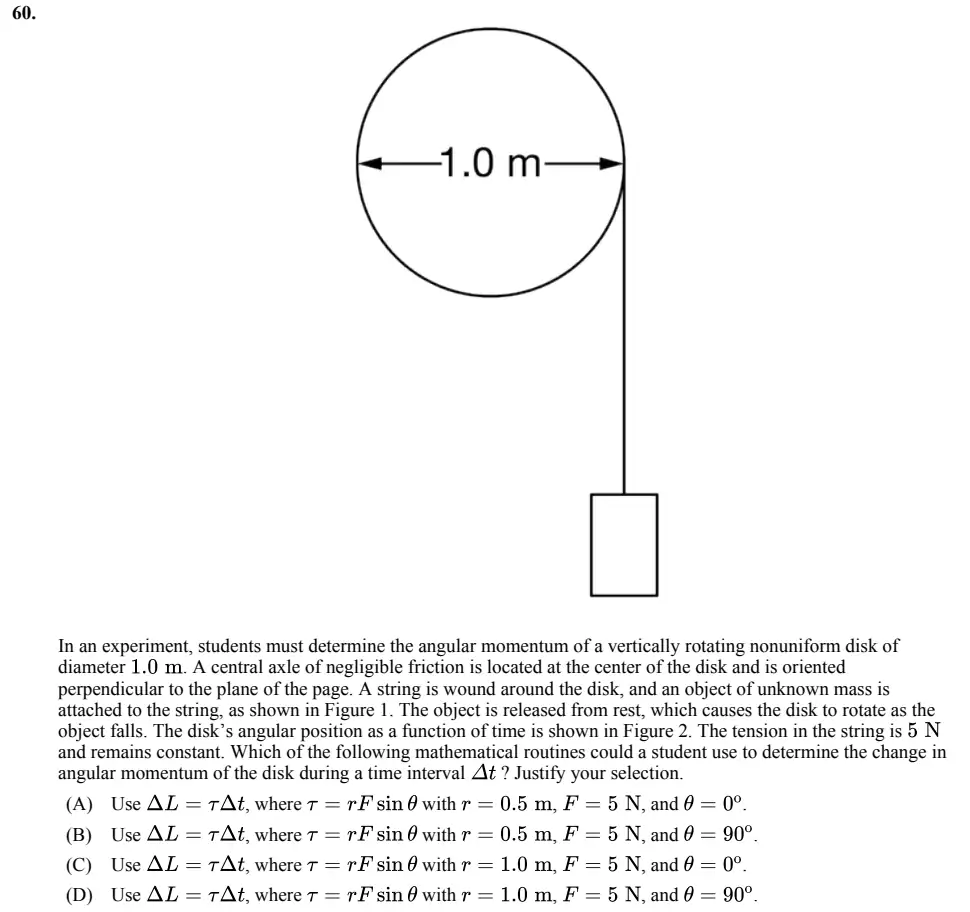 60.
1.0 m
In an experiment, students must determine the angular momentum of a vertically rotating nonuniform disk of
diameter 1.0 m. A central axle of negligible friction is located at the center of the disk and is oriented
perpendicular to the plane of the page. A string is wound around the disk, and an object of unknown mass is
attached to the string, as shown in Figure 1. The object is released from rest, which causes the disk to rotate as the
object falls. The disk’s angular position as a function of time is shown in Figure 2. The tension in the string is 5 N
and remains constant. Which of the following mathematical routines could a student use to determine the change in
angular momentum of the disk during a time interval Δt ? Justify your selection.
(A) Use ΔL = τΔt, where τ = rF sin θ with r = 0.5 m, F = 5 N, and θ = 0°.
(B) Use ΔL = τΔt, where τ = rF sin θ with r = 0.5 m, F = 5 N, and θ = 90°.
(C) Use ΔL = τΔt, where τ = rF sin θ with r = 1.0 m, F = 5 N, and θ = 0°.
(D) Use ΔL = τΔt, where τ = rF sin θ with r = 1.0 m, F = 5 N, and θ = 90°.